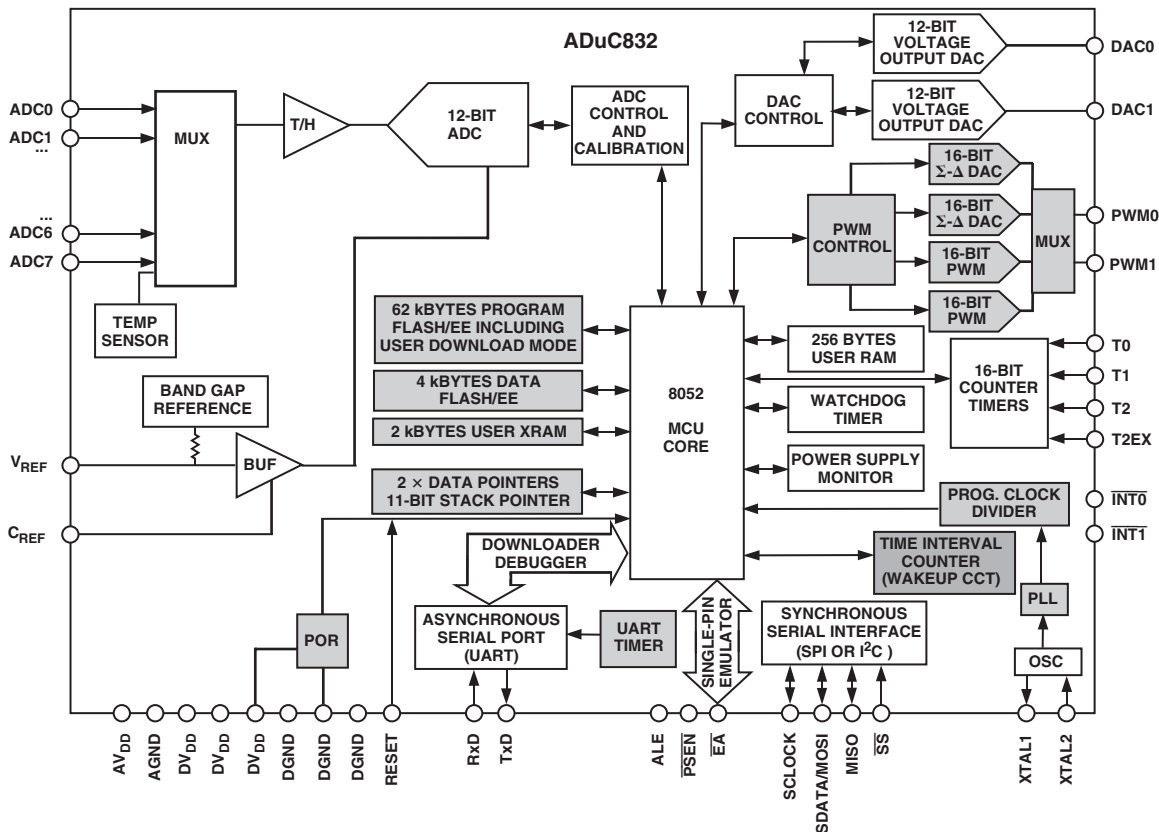 ADuC832
ADC0
ADC1
...
...
ADC6
ADC7
MUX
T/H
12-BIT
ADC
ADC
CONTROL
AND
CALIBRATION
DAC
CONTROL
12-BIT
VOLTAGE
OUTPUT DAC
DAC0
12-BIT
VOLTAGE
OUTPUT DAC
DAC1
PWM
CONTROL
16-BIT
Σ-Δ DAC
16-BIT
Σ-Δ DAC
16-BIT
PWM
16-BIT
PWM
MUX
PWM0
PWM1
TEMP
SENSOR
BAND GAP
REFERENCE
VREF
BUF
CREF
62 kBYTES PROGRAM
FLASH/EE INCLUDING
USER DOWNLOAD MODE
4 kBYTES DATA
FLASH/EE
2 kBYTES USER XRAM
2 × DATA POINTERS
11-BIT STACK POINTER
8052
MCU
CORE
256 BYTES
USER RAM
WATCHDOG
TIMER
POWER SUPPLY
MONITOR
16-BIT
COUNTER
TIMERS
T0
T1
T2
T2EX
PROG. CLOCK
DIVIDER
INT0
INT1
TIME INTERVAL
COUNTER
(WAKEUP CCT)
PLL
OSC
DOWNLOADER
DEBUGGER
POR
ASYNCHRONOUS
SERIAL PORT
(UART)
UART
TIMER
SINGLE-PIN
EMULATOR
SYNCHRONOUS
SERIAL INTERFACE
(SPI OR I²C )
AVDD
AGND
DVDD
DVDD
DVDD
DGND
DGND
DGND
RESET
RxD
TxD
ALE
PSEN
EA
SCLOCK
SDATA/MOSI
MISO
SS
XTAL1
XTAL2